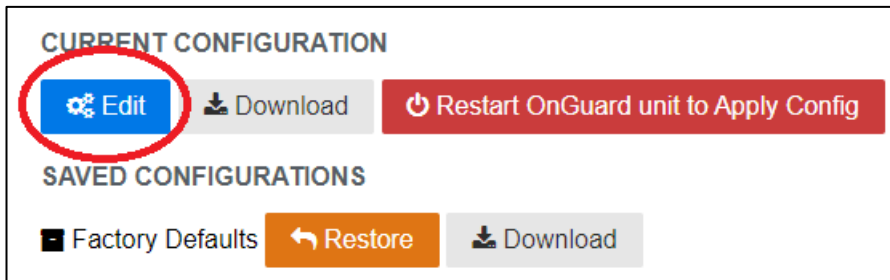 CURRENT CONFIGURATION
Edit Download Restart OnGuard unit to Apply Config
SAVED CONFIGURATIONS
Factory Defaults Restore Download